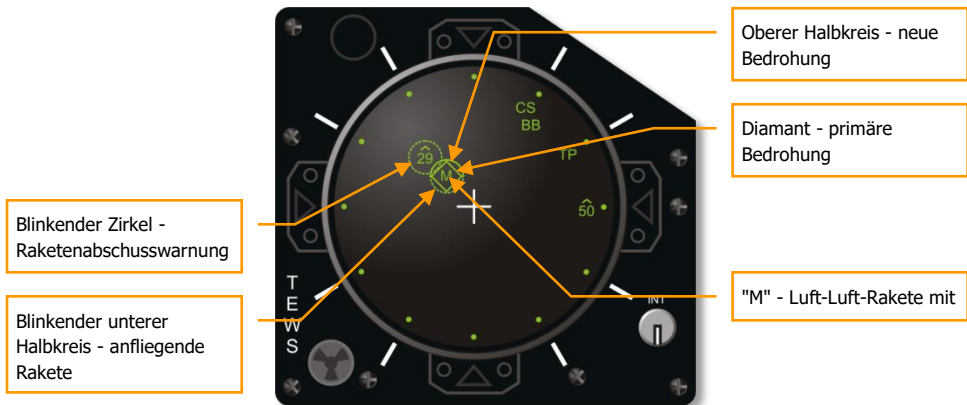 Oberer Halbkreis - neue
Bedrohung
Diamant - primäre
Bedrohung
CS
BB
TP
29
M
50
Blinkender Zirkel -
Raketenabschusswarnung
Blinkender unterer
Halbkreis - anfliegende
Rakete
"M" - Luft-Luft-Rakete mit
INT
T
E
W
S